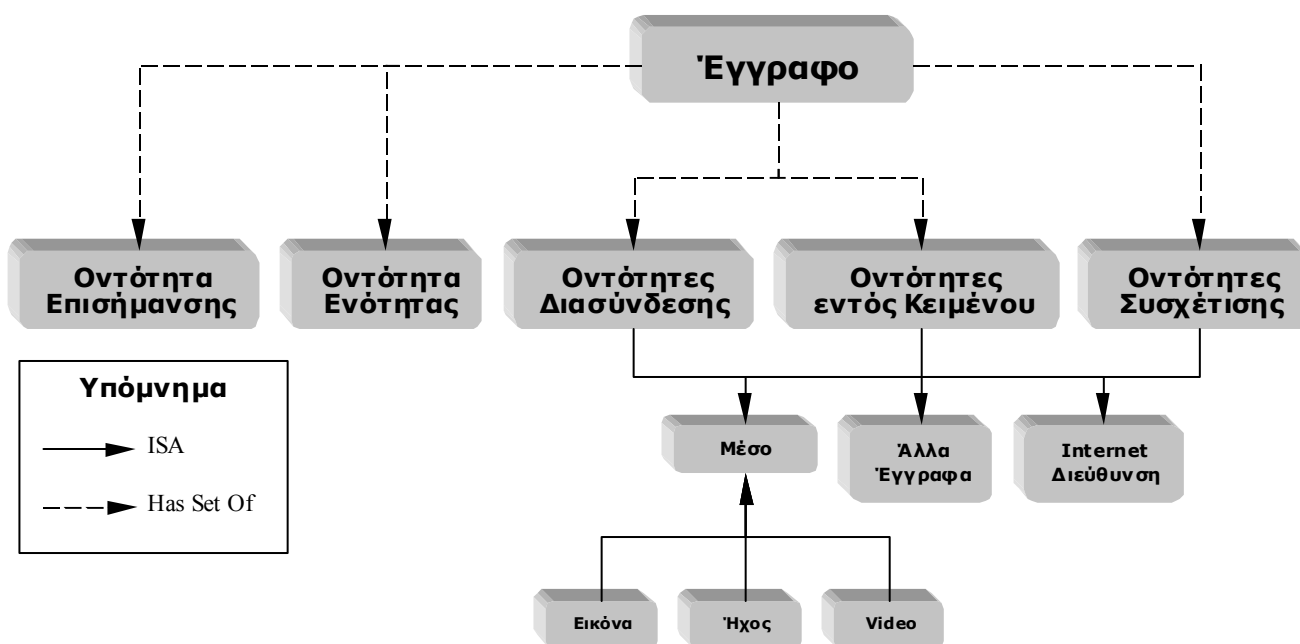 Έγγραφο
Οντότητα
Επισήμανσης
Οντότητα
Ενότητας
Οντότητες
Διασύνδεσης
Οντότητες
εντός Κειμένου
Οντότητες
Συσχέτισης
Υπόμνημα
ISA
Has Set Of
Μέσο
Άλλα
Έγγραφα
Internet
Διεύθυνση
Εικόνα
Ήχος
Video